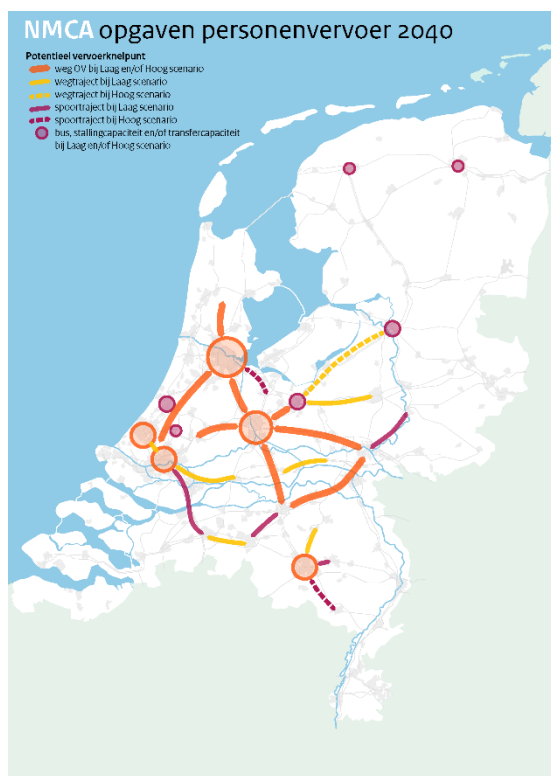 NMCA opgaven personenvervoer 2040
Potentieel vervoerknelpunt
weg OV bij Laag en/of Hoog scenario
wegtraject bij Laag scenario
wegtraject bij Hoog scenario
spoortraject bij Laag scenario
spoortraject bij Hoog scenario
bus, stallingcapaciteit en/of transfercapaciteit
bij Laag en/of Hoog scenario